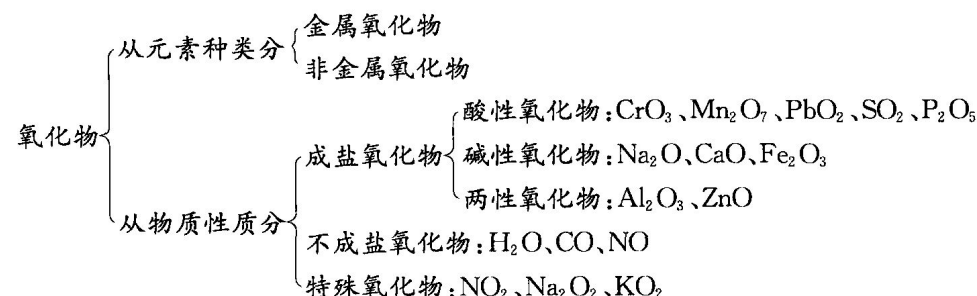 金属氧化物
从元素种类分
非金属氧化物
酸性氧化物:CrO₃、Mn₂O₇、PbO₂、SO₂、P₂O₅
氧化物
成盐氧化物
碱性氧化物:Na₂O、CaO、Fe₂O₃
两性氧化物:Al₂O₃、ZnO
从物质性质分
不成盐氧化物:H₂O、CO、NO
特殊氧化物:NO₂、Na₂O₂、KO₂